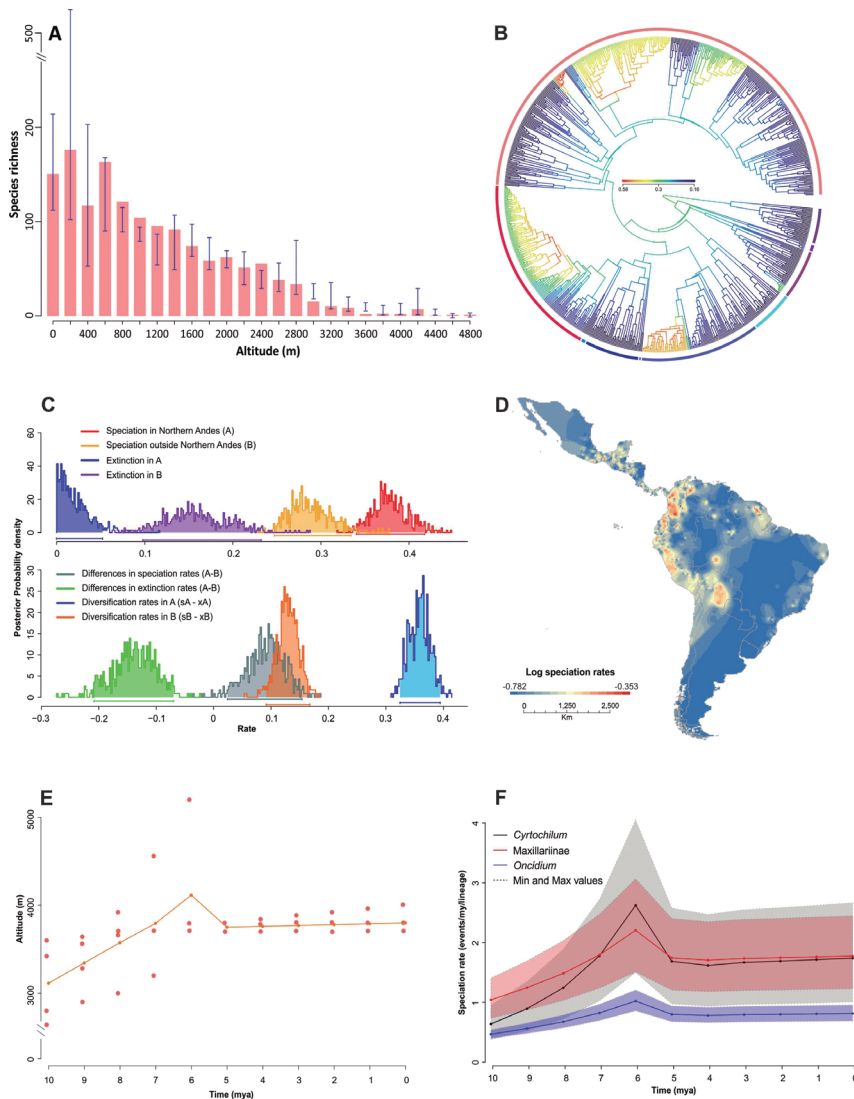 A
500
200
100
0
Species richness
0 400 800 1200 1600 2000 2400 2800 3200 3600 4000 4400 4800
Altitude (m)
B
0.56 0.3 0.10
C
Speciation in Northern Andes (A)
Speciation outside Northern Andes (B)
Extinction in A
Extinction in B
60
50
40
30
20
10
0
0 0.1 0.2 0.3 0.4
Posterior Probability density
Differences in speciation rates (A-B)
Differences in extinction rates (A-B)
Diversification rates in A (sA - xA)
Diversification rates in B (sB - xB)
30
25
20
15
10
5
0
−0.3 −0.2 −0.1 0 0.1 0.2 0.3 0.4
Rate
D
Log speciation rates
-0.782 -0.353
0 1,250 2,500
Km
E
5000
4000
3000
0
Altitude (m)
10 9 8 7 6 5 4 3 2 1 0
Time (mya)
F
Cyrtochilum
Maxillariinae
Oncidium
Min and Max values
4
3
2
1
0
Speciation rate (events/my/lineage)
10 9 8 7 6 5 4 3 2 1 0
Time (mya)